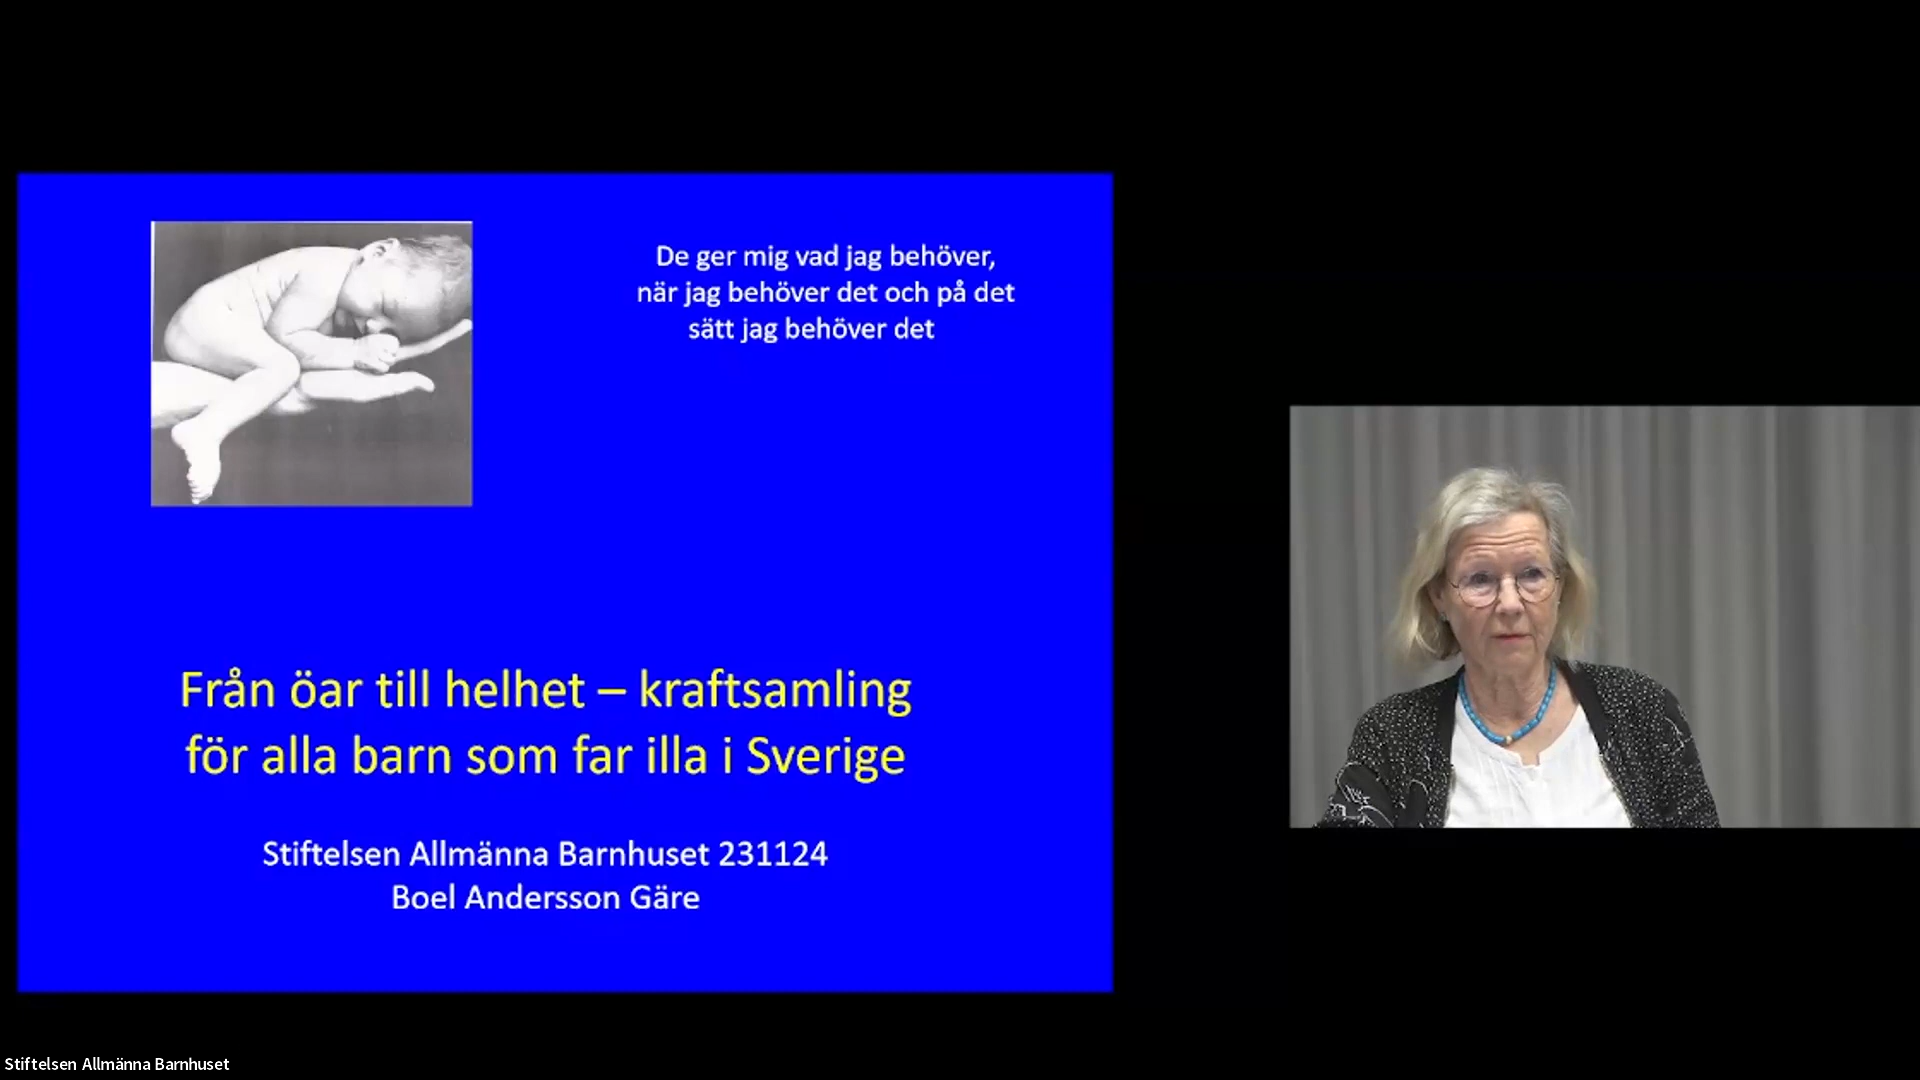 De ger mig vad jag behöver,
när jag behöver det och på det
sätt jag behöver det
Från öar till helhet – kraftsamling
för alla barn som far illa i Sverige
Stiftelsen Allmänna Barnhuset 231124
Boel Andersson Gäre
Stiftelsen Allmänna Barnhuset